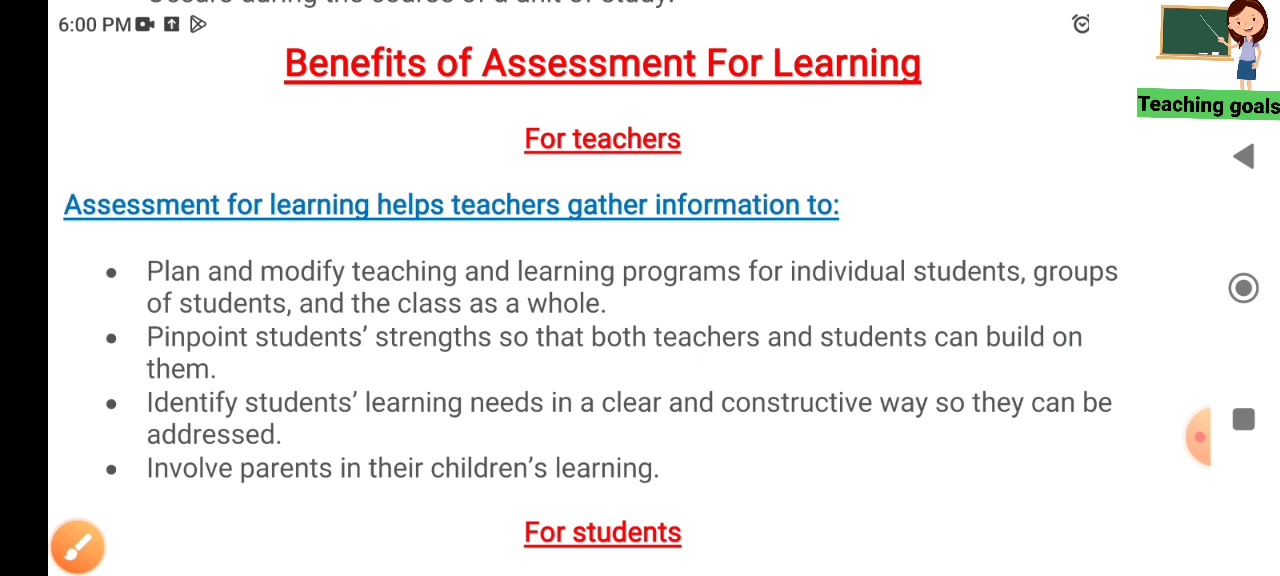 6:00 PM
Benefits of Assessment For Learning
Teaching goals
For teachers
Assessment for learning helps teachers gather information to:
• Plan and modify teaching and learning programs for individual students, groups
of students, and the class as a whole.
• Pinpoint students’ strengths so that both teachers and students can build on
them.
• Identify students’ learning needs in a clear and constructive way so they can be
addressed.
• Involve parents in their children’s learning.
For students